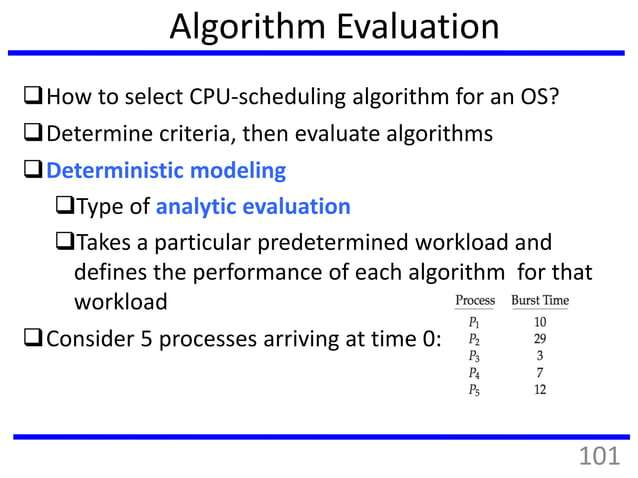 Algorithm Evaluation
❑How to select CPU-scheduling algorithm for an OS?
❑Determine criteria, then evaluate algorithms
❑Deterministic modeling
❑Type of analytic evaluation
❑Takes a particular predetermined workload and
defines the performance of each algorithm for that
workload
❑Consider 5 processes arriving at time 0:
Process Burst Time
P1 10
P2 29
P3 3
P4 7
P5 12
101